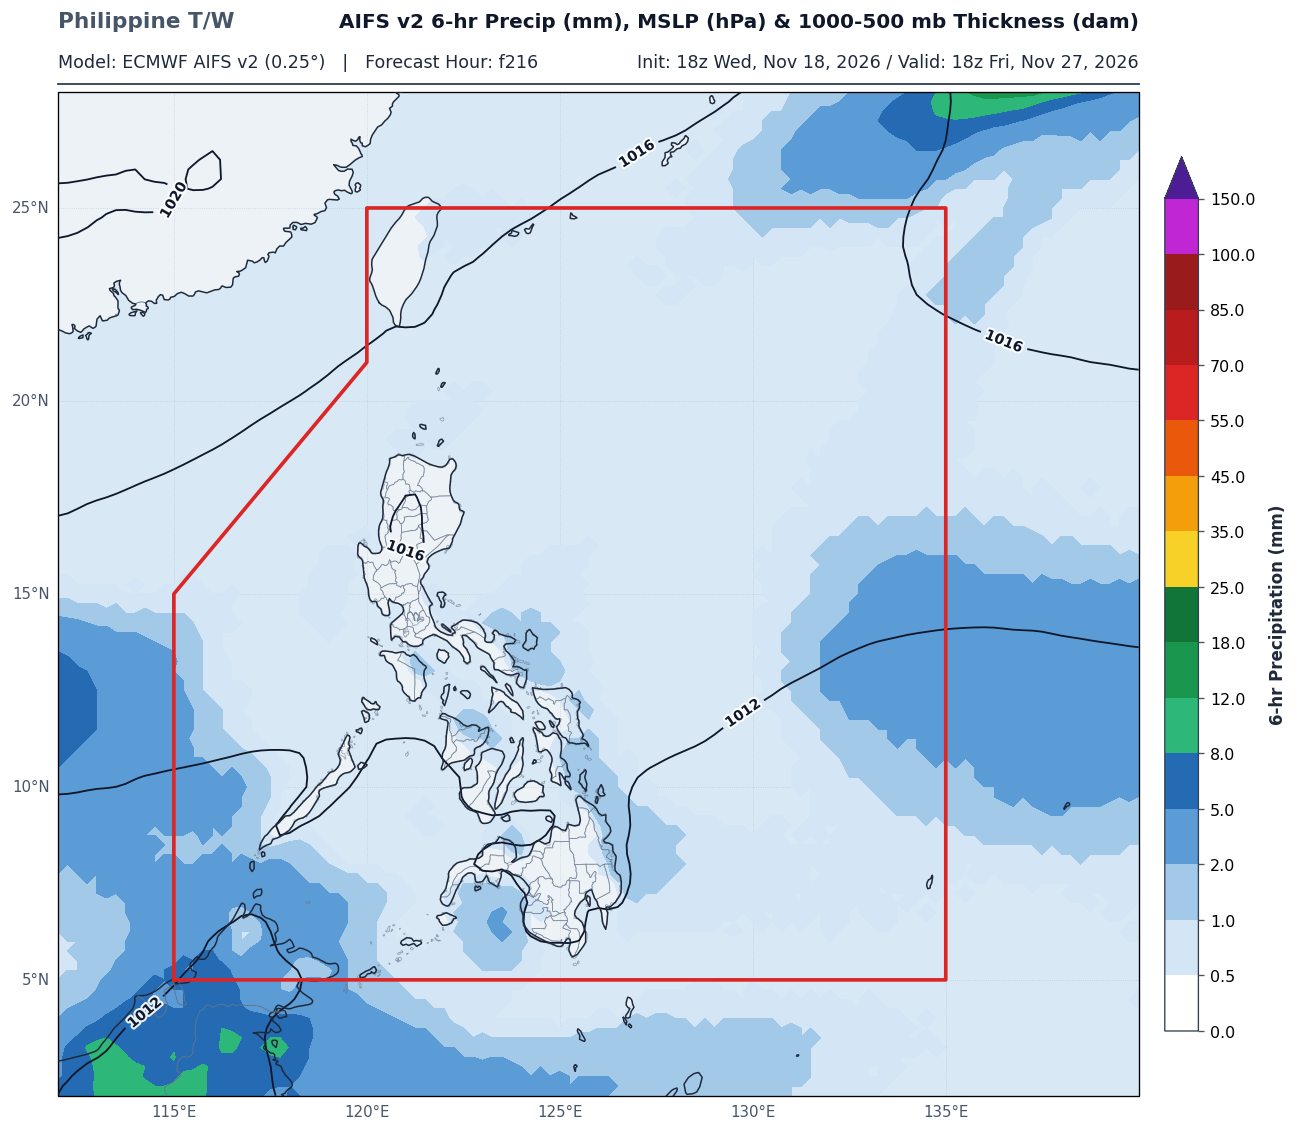 Philippine T/W
AIFS v2 6-hr Precip (mm), MSLP (hPa) & 1000-500 mb Thickness (dam)
Model: ECMWF AIFS v2 (0.25°) | Forecast Hour: f216
Init: 18z Wed, Nov 18, 2026 / Valid: 18z Fri, Nov 27, 2026
1016
1020
1016
1016
1012
1012
25°N
20°N
15°N
10°N
5°N
115°E
120°E
125°E
130°E
135°E
150.0
100.0
85.0
70.0
55.0
45.0
35.0
25.0
18.0
12.0
8.0
5.0
2.0
1.0
0.5
0.0
6-hr Precipitation (mm)